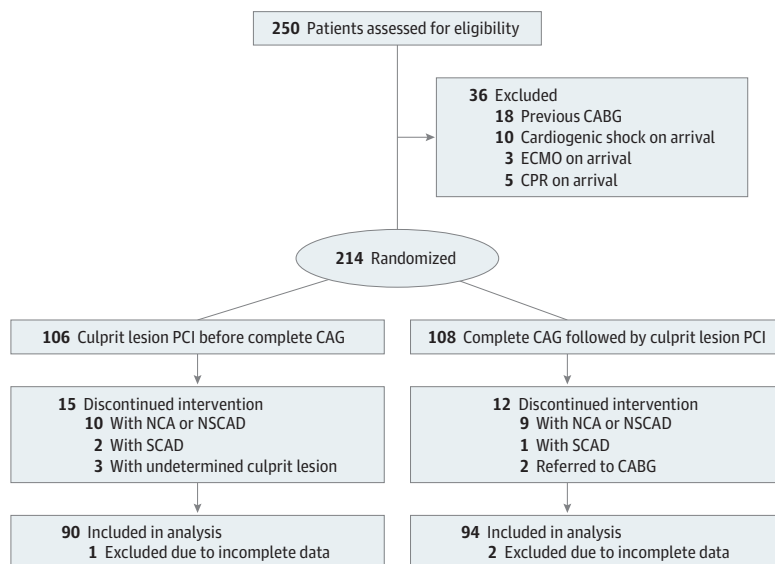 250 Patients assessed for eligibility
36 Excluded
18 Previous CABG
10 Cardiogenic shock on arrival
3 ECMO on arrival
5 CPR on arrival
214 Randomized
106 Culprit lesion PCI before complete CAG
108 Complete CAG followed by culprit lesion PCI
15 Discontinued intervention
10 With NCA or NSCAD
2 With SCAD
3 With undetermined culprit lesion
12 Discontinued intervention
9 With NCA or NSCAD
1 With SCAD
2 Referred to CABG
90 Included in analysis
1 Excluded due to incomplete data
94 Included in analysis
2 Excluded due to incomplete data